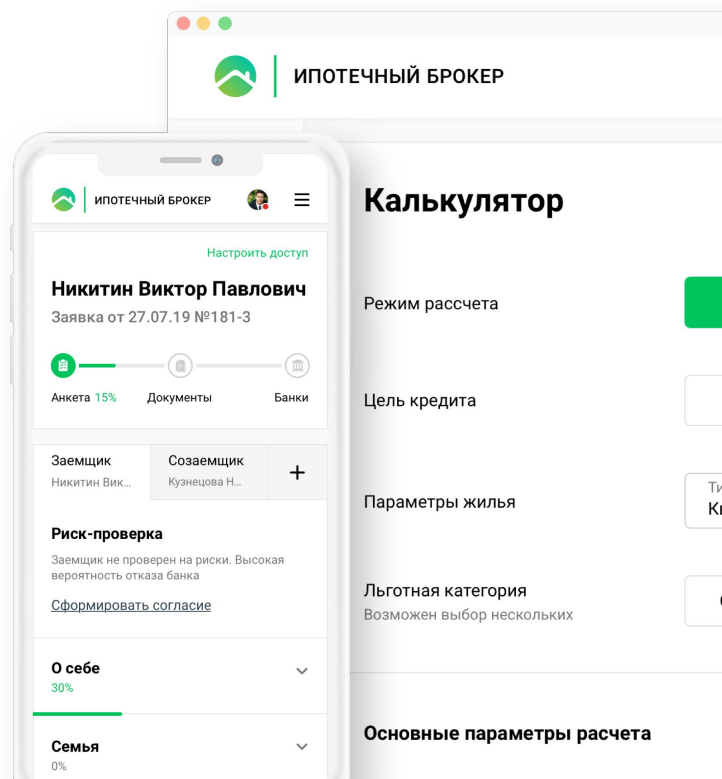 ИПОТЕЧНЫЙ БРОКЕР
Калькулятор
Режим рассчета
Цель кредита
Параметры жилья
Льготная категория
Возможен выбор нескольких
Основные параметры расчета
ИПОТЕЧНЫЙ БРОКЕР
Настроить доступ
Никитин Виктор Павлович
Заявка от 27.07.19 №181-3
Анкета 15% Документы Банки
Заемщик Созаемщик +
Никитин Вик... Кузнецова Н...
Риск-проверка
Заемщик не проверен на риски. Высокая
вероятность отказа банка
Сформировать согласие
О себе
30%
Семья
0%